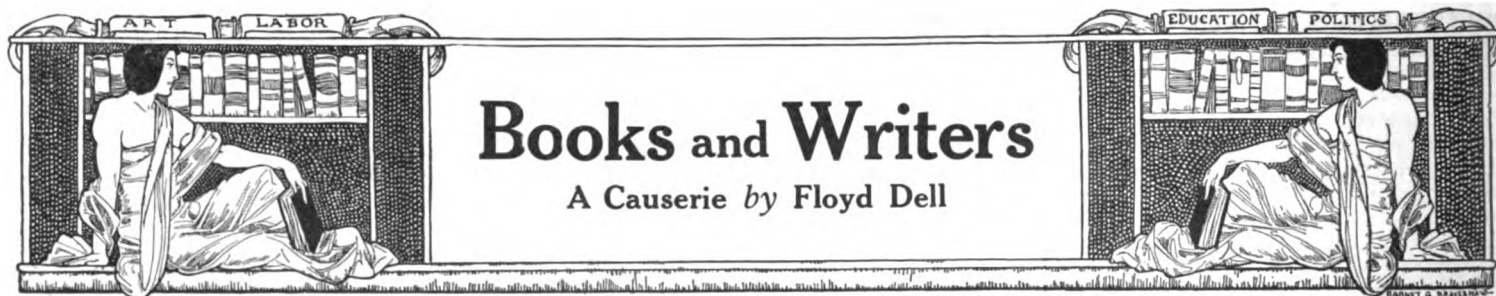 ART LABOR
EDUCATION POLITICS
Books and Writers
A Causerie by Floyd Dell